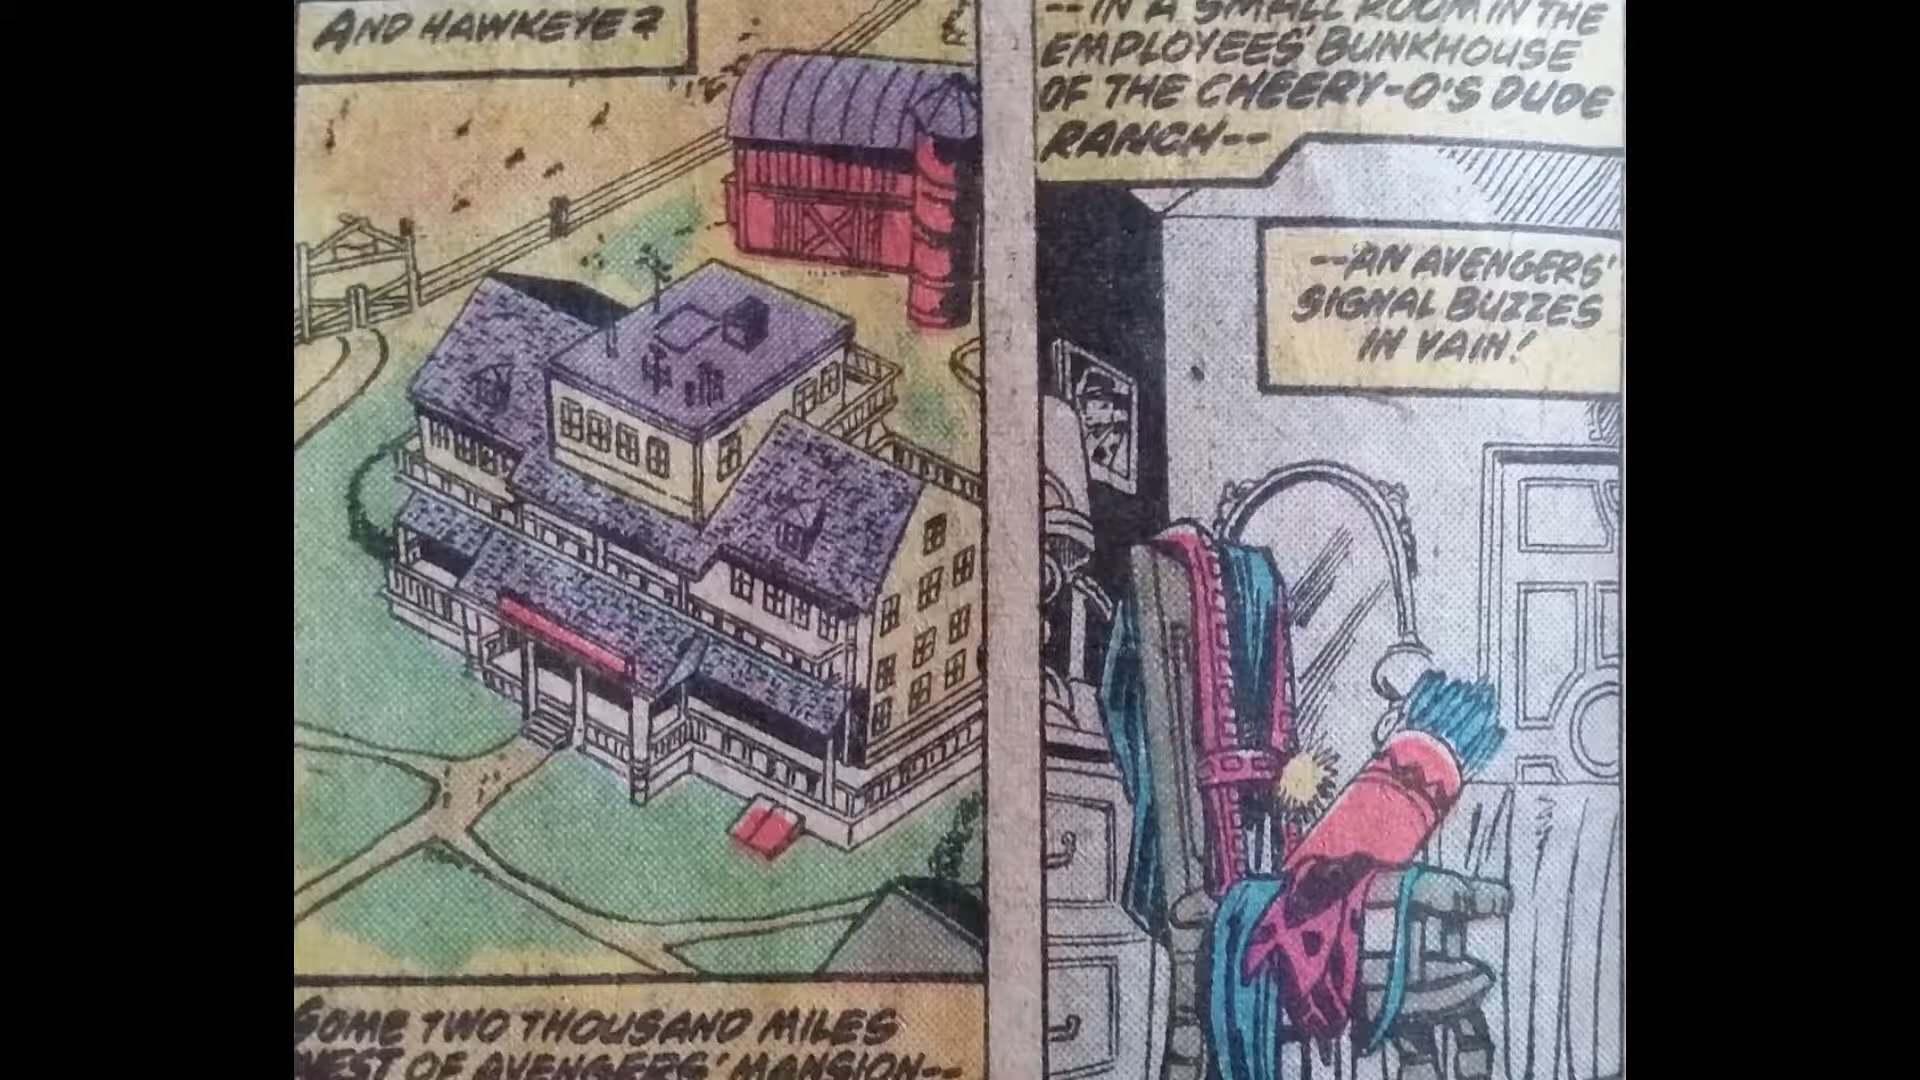 AND HAWKEYE?
SOME TWO THOUSAND MILES
WEST OF AVENGERS' MANSION--
--IN A SMALL ROOM IN THE
EMPLOYEES' BUNKHOUSE
OF THE CHEERY-O'S DUDE
RANCH--
--AN AVENGERS'
SIGNAL BUZZES
IN VAIN!